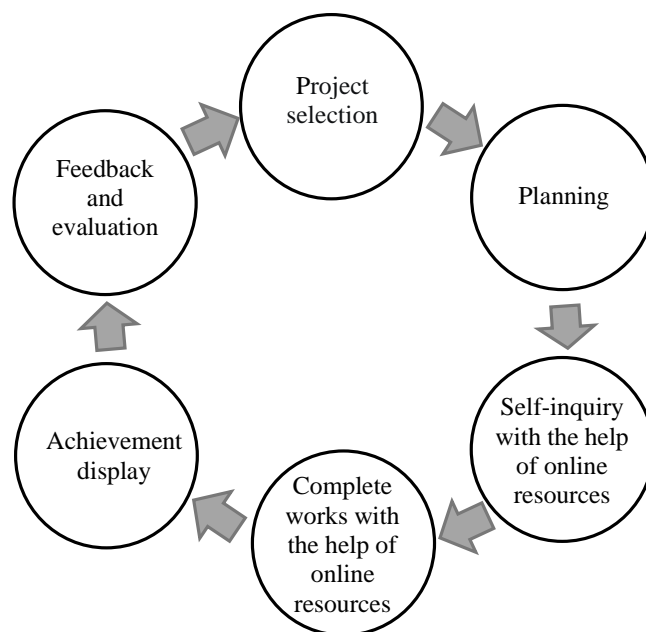 Project
selection
Planning
Self-inquiry
with the help
of online
resources
Complete
works with
the help of
online
resources
Achievement
display
Feedback
and
evaluation